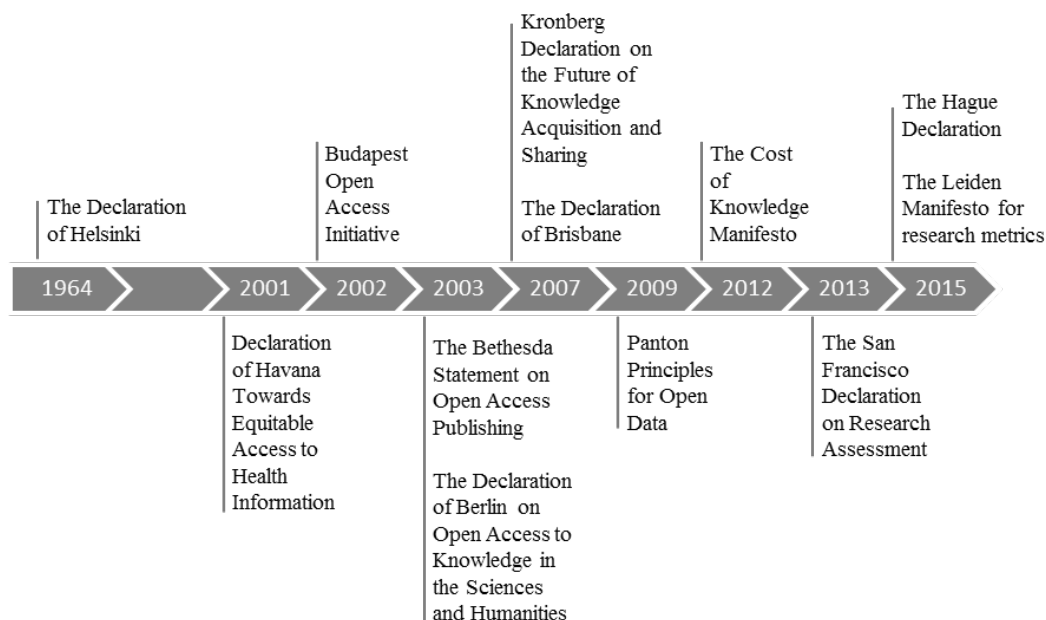 Kronberg
Declaration on
the Future of
Knowledge
Acquisition and
Sharing
The Declaration
of Brisbane
The Hague
Declaration
The Leiden
Manifesto for
research metrics
Budapest
Open
Access
Initiative
The Cost
of
Knowledge
Manifesto
The Declaration
of Helsinki
1964 2001 2002 2003 2007 2009 2012 2013 2015
Declaration
of Havana
Towards
Equitable
Access to
Health
Information
The Bethesda
Statement on
Open Access
Publishing
The Declaration
of Berlin on
Open Access to
Knowledge in
the Sciences
and Humanities
Panton
Principles
for Open
Data
The San
Francisco
Declaration
on Research
Assessment